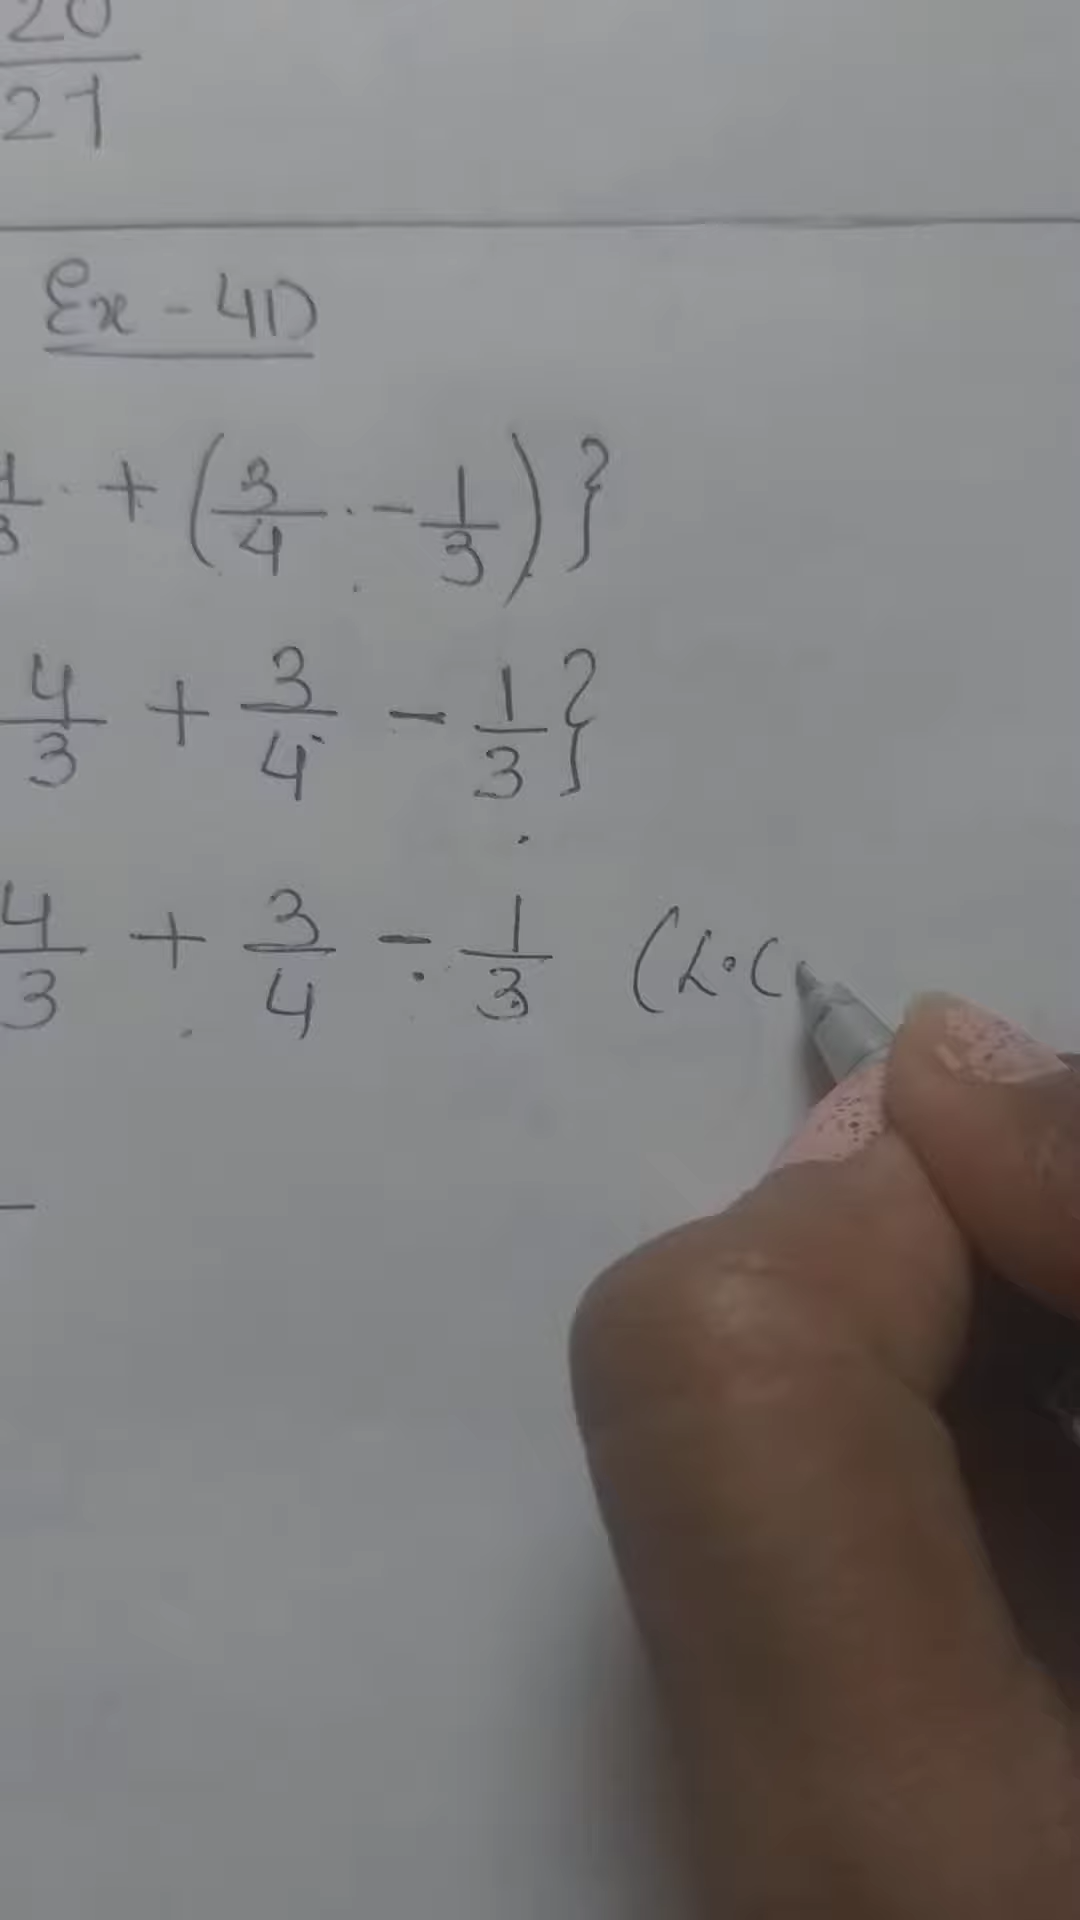 20/21
Ex - 4D
4/3 + (3/4 - 1/3)}
4/3 + 3/4 - 1/3}
4/3 + 3/4 - 1/3 (L.C
-